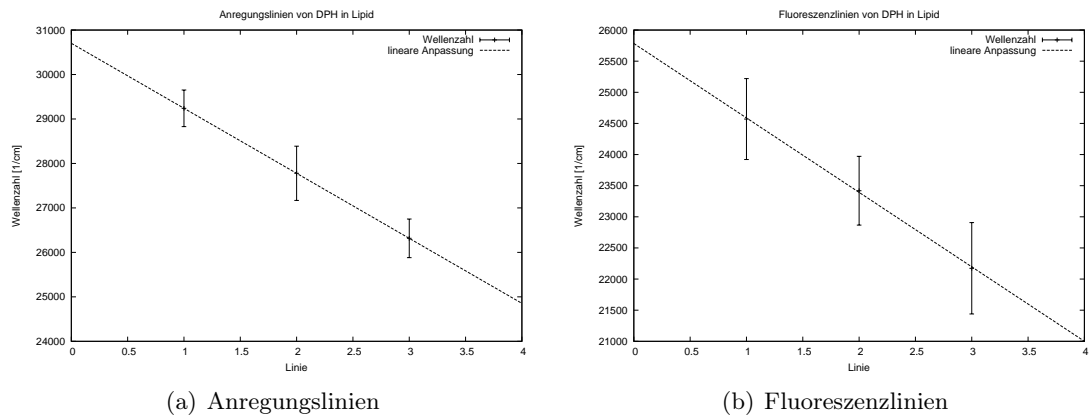 Anregungslinien von DPH in Lipid
Wellenzahl
lineare Anpassung
31000
30000
29000
28000
27000
26000
25000
24000
Wellenzahl [1/cm]
0 0.5 1 1.5 2 2.5 3 3.5 4
Linie
(a) Anregungslinien
Fluoreszenzlinien von DPH in Lipid
Wellenzahl
lineare Anpassung
26000
25500
25000
24500
24000
23500
23000
22500
22000
21500
21000
Wellenzahl [1/cm]
0 0.5 1 1.5 2 2.5 3 3.5 4
Linie
(b) Fluoreszenzlinien